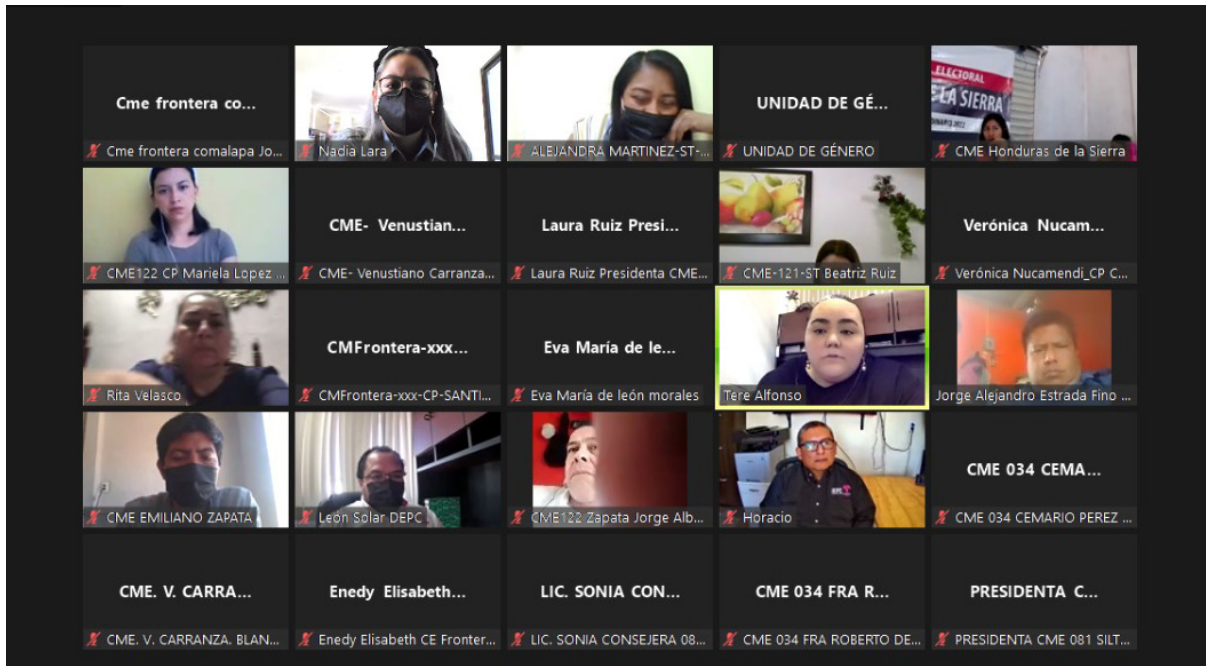 Cme frontera co...
Cme frontera comalapa Jo...
Nadia Lara
ALEJANDRA MARTINEZ-ST-...
UNIDAD DE GÉ...
UNIDAD DE GÉNERO
ELECTORAL
LA SIERRA
CME Honduras de la Sierra
CME122 CP Mariela Lopez ...
CME- Venustian...
CME- Venustiano Carranza...
Laura Ruiz Presi...
Laura Ruiz Presidenta CME...
CME-121-ST Beatriz Ruiz
Verónica Nucam...
Verónica Nucamendi_CP C...
Rita Velasco
CMFrontera-xxx...
CMFrontera-xxx-CP-SANTI...
Eva María de le...
Eva María de león morales
Tere Alfonso
Jorge Alejandro Estrada Fino ...
CME EMILIANO ZAPATA
León Solar DEPC
CME122 Zapata Jorge Alb...
Horacio
CME 034 CEMA...
CME 034 CEMARIO PEREZ ...
CME. V. CARRA...
CME. V. CARRANZA. BLAN...
Enedy Elisabeth...
Enedy Elisabeth CE Fronter...
LIC. SONIA CON...
LIC. SONIA CONSEJERA 08...
CME 034 FRA R...
CME 034 FRA ROBERTO DE...
PRESIDENTA C...
PRESIDENTA CME 081 SILT...